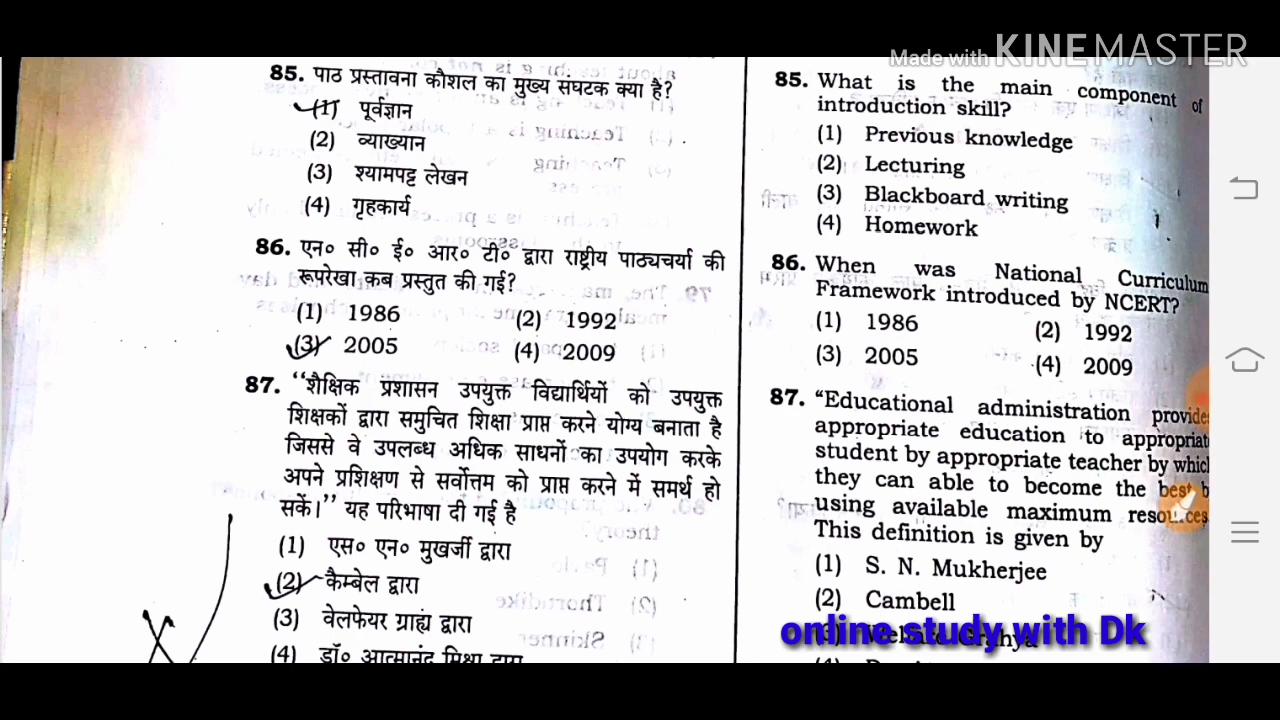 Made with KINEMASTER
85. पाठ प्रस्तावना कौशल का मुख्य संघटक क्या है?
(1) पूर्वज्ञान
(2) व्याख्यान
(3) श्यामपट्ट लेखन
(4) गृहकार्य
86. एन० सी० ई० आर० टी० द्वारा राष्ट्रीय पाठ्यचर्या की
रूपरेखा कब प्रस्तुत की गई?
(1) 1986 (2) 1992
(3) 2005 (4) 2009
87. “शैक्षिक प्रशासन उपयुक्त विद्यार्थियों को उपयुक्त
शिक्षकों द्वारा समुचित शिक्षा प्राप्त करने योग्य बनाता है
जिससे वे उपलब्ध अधिक साधनों का उपयोग करके
अपने प्रशिक्षण से सर्वोत्तम को प्राप्त करने में समर्थ हो
सकें।” यह परिभाषा दी गई है
(1) एस० एन० मुखर्जी द्वारा
(2) कैम्बेल द्वारा
(3) वेलफेयर ग्राह्य द्वारा
(4) डॉ० आत्मानंद मिश्रा द्वारा
85. What is the main component of
introduction skill?
(1) Previous knowledge
(2) Lecturing
(3) Blackboard writing
(4) Homework
86. When was National Curriculum
Framework introduced by NCERT?
(1) 1986 (2) 1992
(3) 2005 (4) 2009
87. “Educational administration provides
appropriate education to appropriat
student by appropriate teacher by whic
they can able to become the best b
using available maximum resources
This definition is given by
(1) S. N. Mukherjee
(2) Cambell
(3)
online study with Dk